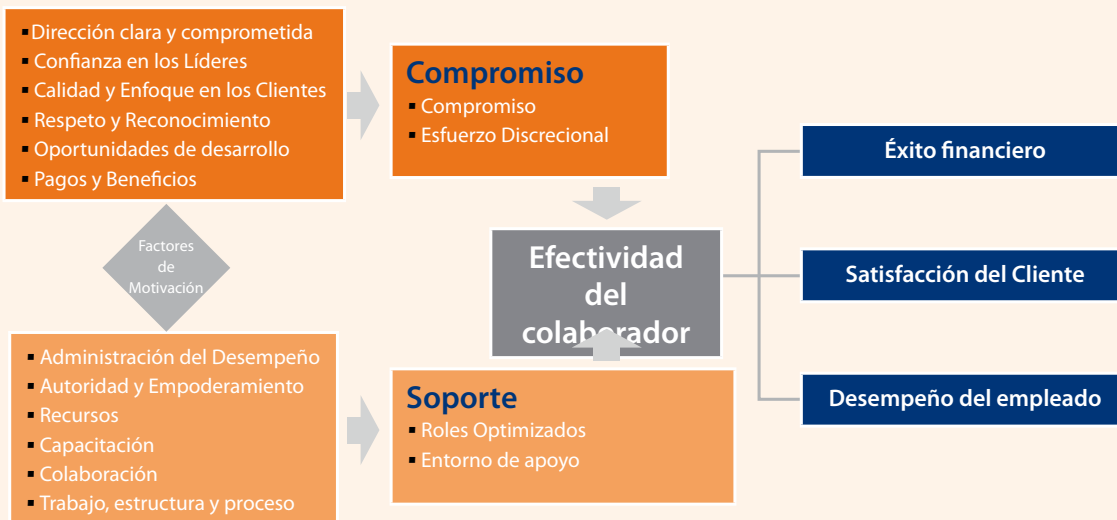 Dirección clara y comprometida
Confianza en los Líderes
Calidad y Enfoque en los Clientes
Respeto y Reconocimiento
Oportunidades de desarrollo
Pagos y Beneficios
Factores
de
Motivación
Administración del Desempeño
Autoridad y Empoderamiento
Recursos
Capacitación
Colaboración
Trabajo, estructura y proceso
Compromiso
Compromiso
Esfuerzo Discrecional
Efectividad
del
colaborador
Soporte
Roles Optimizados
Entorno de apoyo
Éxito financiero
Satisfacción del Cliente
Desempeño del empleado